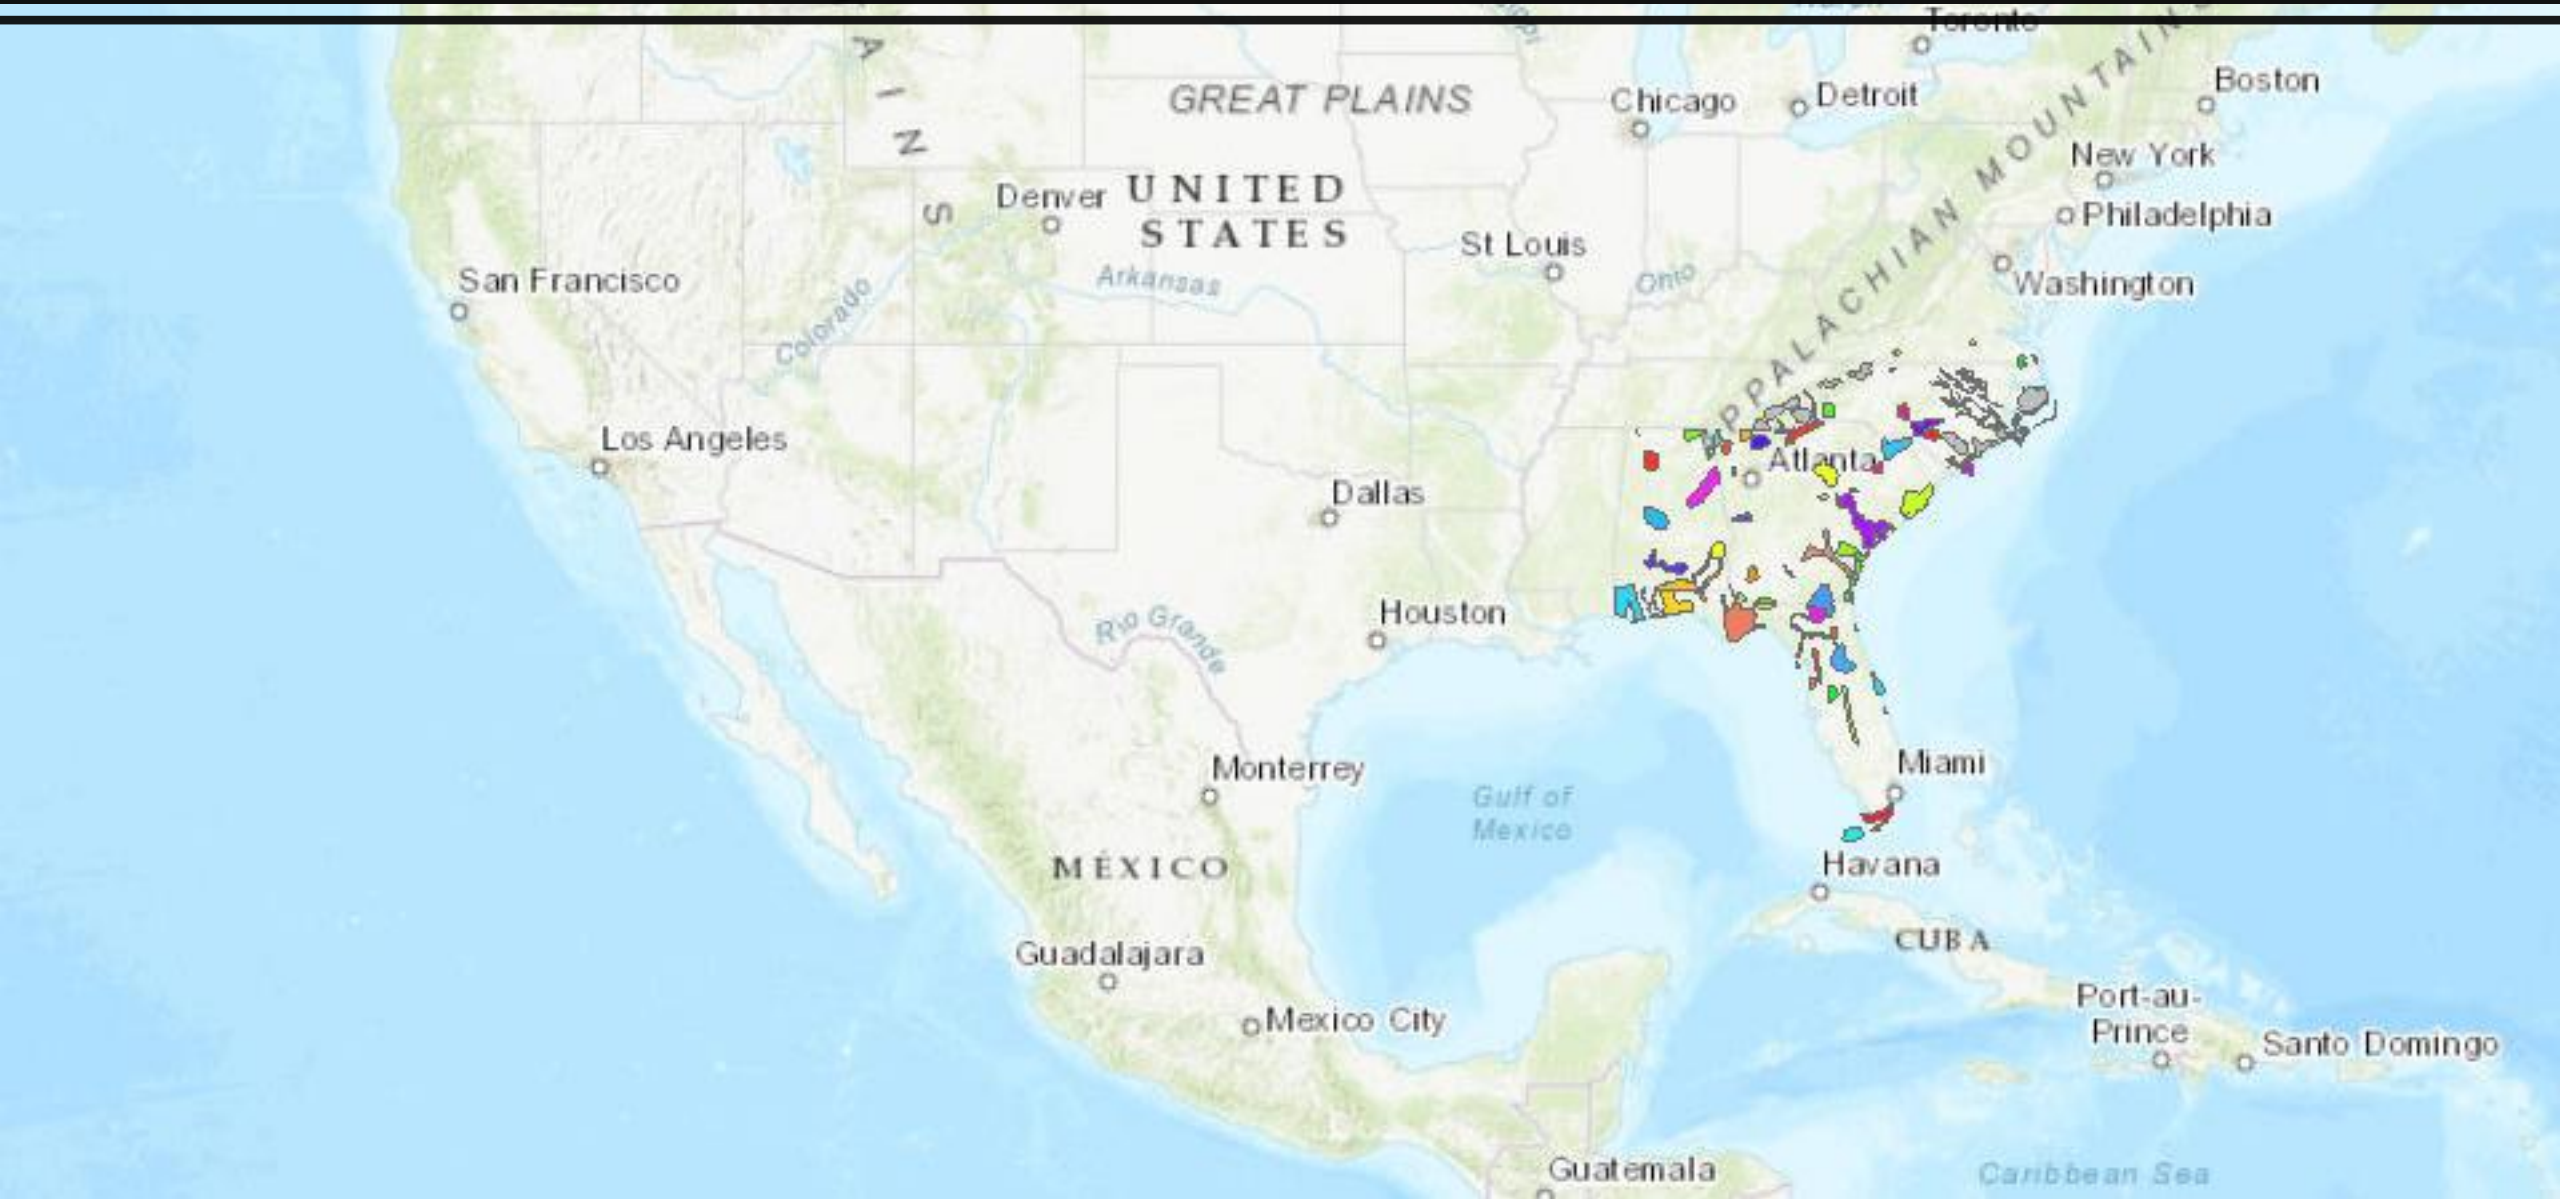 Toronto
Boston
GREAT PLAINS
Chicago
Detroit
New York
Denver
UNITED
STATES
Philadelphia
St Louis
Arkansas
Ohio
Washington
San Francisco
Colorado
APPALACHIAN MOUNTAINS
AINS
Los Angeles
Atlanta
Dallas
Houston
Rio Grande
Monterrey
Miami
Gulf of
Mexico
MÉXICO
Havana
CUBA
Guadalajara
Mexico City
Port-au-
Prince
Santo Domingo
Guatemala
Caribbean Sea